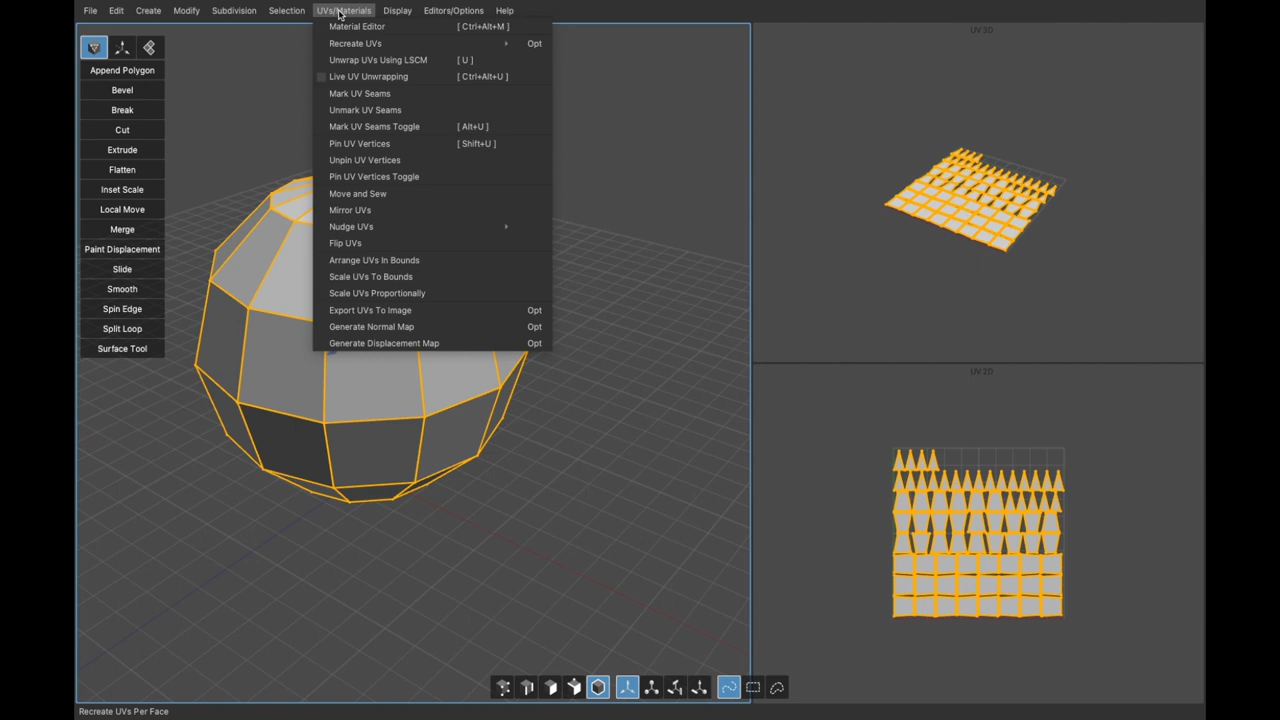 File Edit Create Modify Subdivision Selection UVs/Materials Display Editors/Options Help
Append Polygon
Bevel
Break
Cut
Extrude
Flatten
Inset Scale
Local Move
Merge
Paint Displacement
Slide
Smooth
Spin Edge
Split Loop
Surface Tool
Material Editor [ Ctrl+Alt+M ]
Recreate UVs Opt
Unwrap UVs Using LSCM [ U ]
Live UV Unwrapping [ Ctrl+Alt+U ]
Mark UV Seams
Unmark UV Seams
Mark UV Seams Toggle [ Alt+U ]
Pin UV Vertices [ Shift+U ]
Unpin UV Vertices
Pin UV Vertices Toggle
Move and Sew
Mirror UVs
Nudge UVs
Flip UVs
Arrange UVs In Bounds
Scale UVs To Bounds
Scale UVs Proportionally
Export UVs To Image Opt
Generate Normal Map Opt
Generate Displacement Map Opt
UV 3D
UV 2D
Recreate UVs Per Face